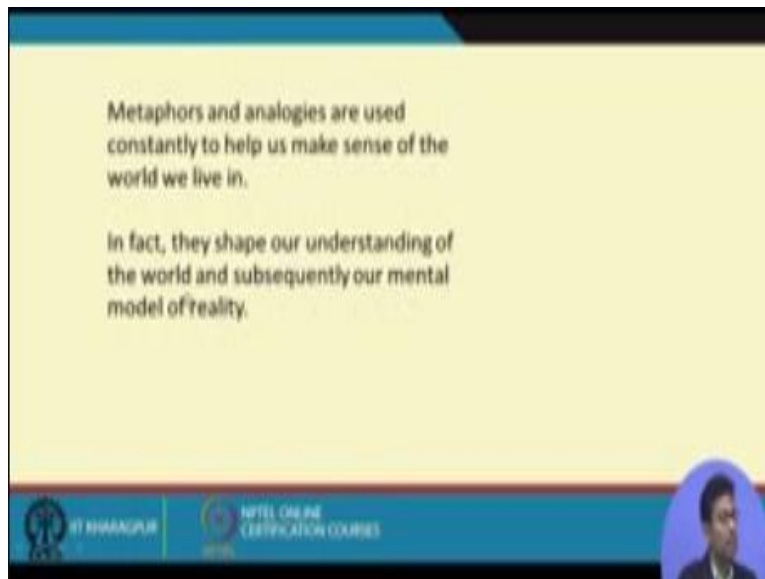 Metaphors and analogies are used
constantly to help us make sense of the
world we live in.
In fact, they shape our understanding of
the world and subsequently our mental
model of reality.
IIT KHARAGPUR
NPTEL ONLINE
CERTIFICATION COURSES
NPTEL